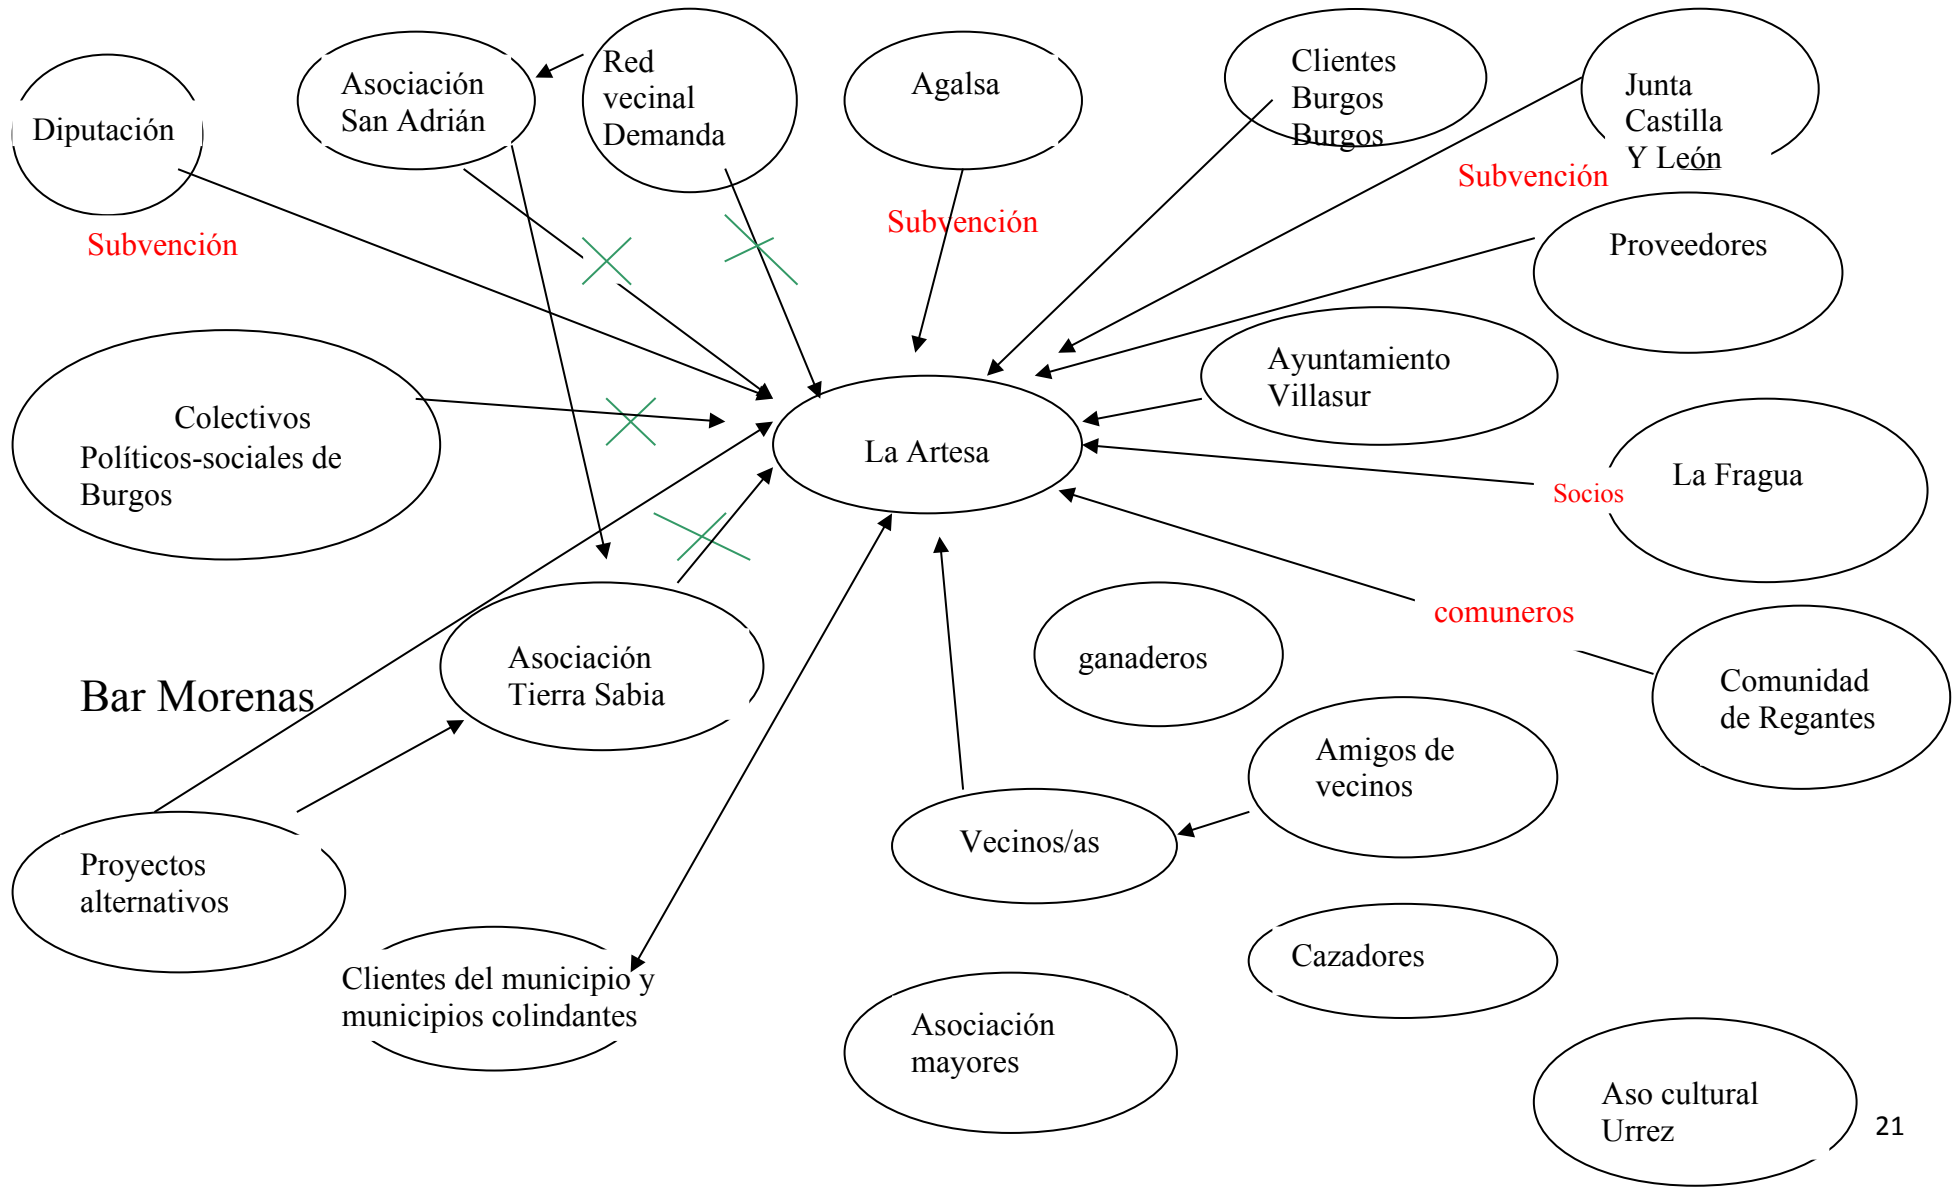 Diputación
Subvención
Asociación
San Adrián
Red
vecinal
Demanda
Agalsa
Subvención
Clientes
Burgos
Burgos
Junta
Castilla
Y León
Subvención
Proveedores
Colectivos
Políticos-sociales de
Burgos
La Artesa
Ayuntamiento
Villasur
Socios
La Fragua
comuneros
Comunidad
de Regantes
Bar Morenas
Asociación
Tierra Sabia
ganaderos
Amigos de
vecinos
Vecinos/as
Proyectos
alternativos
Clientes del municipio y
municipios colindantes
Cazadores
Asociación
mayores
Aso cultural
Urrez
21